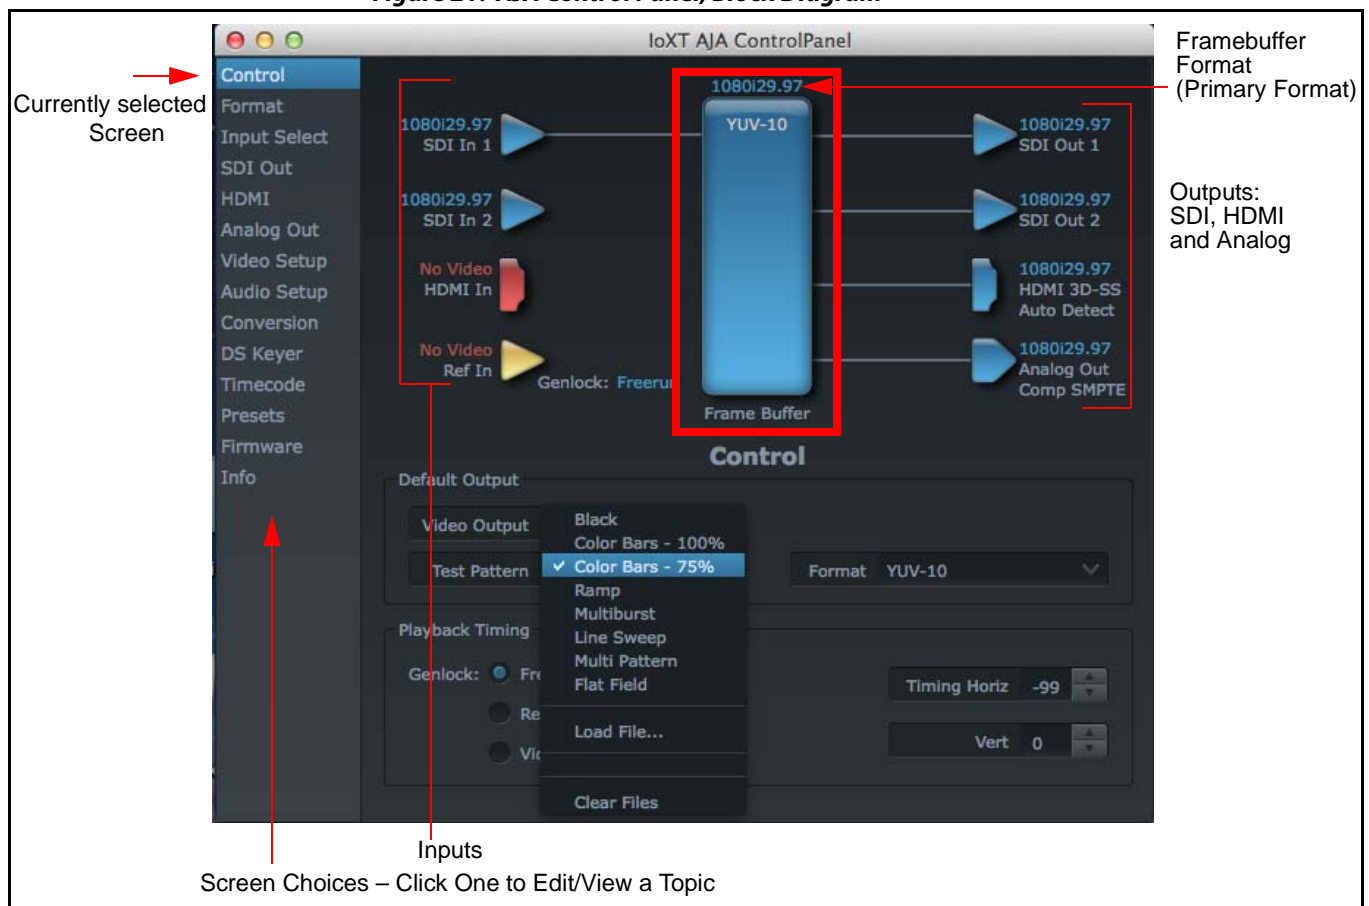 IoXT AJA ControlPanel
Framebuffer
Format
(Primary Format)
Currently selected
Screen
Control
Format
Input Select
SDI Out
HDMI
Analog Out
Video Setup
Audio Setup
Conversion
DS Keyer
Timecode
Presets
Firmware
Info
1080i29.97
SDI In 1
1080i29.97
SDI In 2
No Video
HDMI In
No Video
Ref In
Genlock: Freeru
1080i29.97
YUV-10
Frame Buffer
1080i29.97
SDI Out 1
1080i29.97
SDI Out 2
1080i29.97
HDMI 3D-SS
Auto Detect
1080i29.97
Analog Out
Comp SMPTE
Outputs:
SDI, HDMI
and Analog
Control
Default Output
Video Output
Test Pattern
Black
Color Bars - 100%
✓ Color Bars - 75%
Ramp
Multiburst
Line Sweep
Multi Pattern
Flat Field
Load File...
Clear Files
Format YUV-10
Playback Timing
Genlock: Fre
Re
Vid
Timing Horiz -99
Vert 0
Inputs
Screen Choices – Click One to Edit/View a Topic